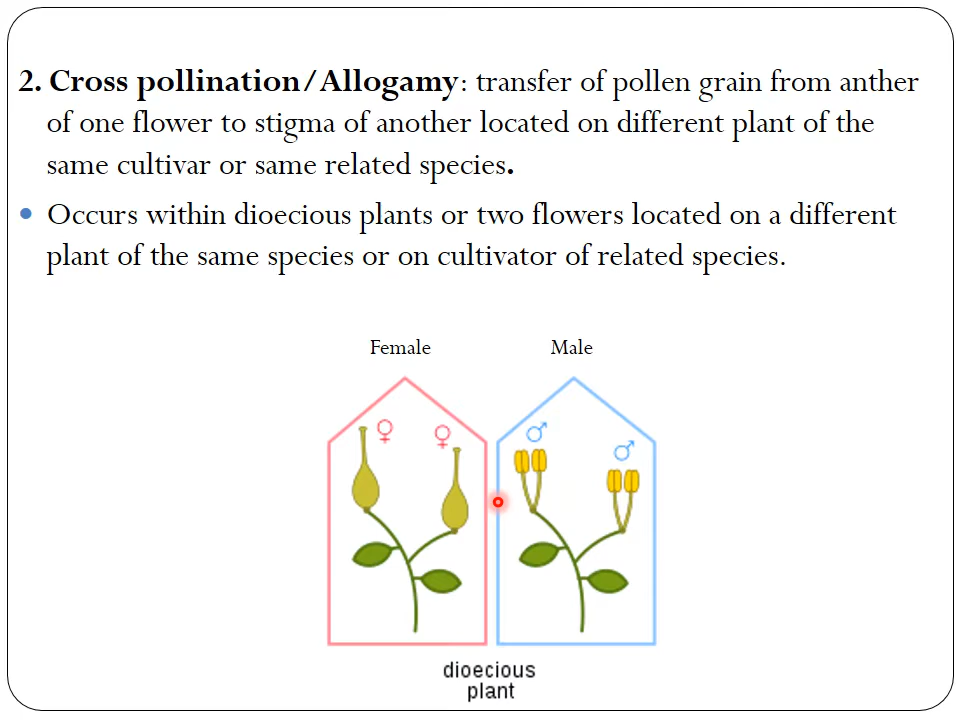 2. Cross pollination/Allogamy: transfer of pollen grain from anther
of one flower to stigma of another located on different plant of the
same cultivar or same related species.
• Occurs within dioecious plants or two flowers located on a different
plant of the same species or on cultivator of related species.
Female Male
♀ ♀ ♂ ♂
dioecious
plant